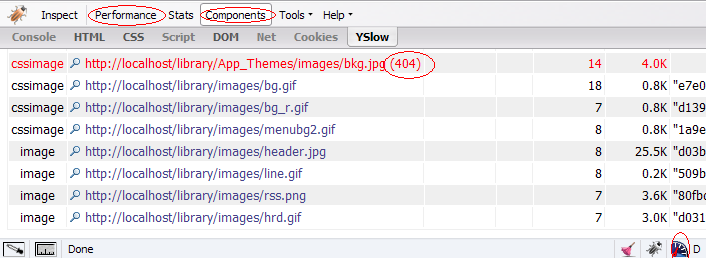 Inspect Performance Stats Components Tools Help
Console HTML CSS Script DOM Net Cookies YSlow
cssimage http://localhost/library/App_Themes/images/bkg.jpg (404) 14 4.0K
cssimage http://localhost/library/images/bg.gif 18 0.8K "e7e0
cssimage http://localhost/library/images/bg_r.gif 7 0.8K "d139
cssimage http://localhost/library/images/menubg2.gif 8 0.8K "1a9e
image http://localhost/library/images/header.jpg 8 25.5K "d03b
image http://localhost/library/images/line.gif 8 0.2K "509b
image http://localhost/library/images/rss.png 7 3.6K "80fbc
image http://localhost/library/images/hrd.gif 7 3.0K "d031
Done D